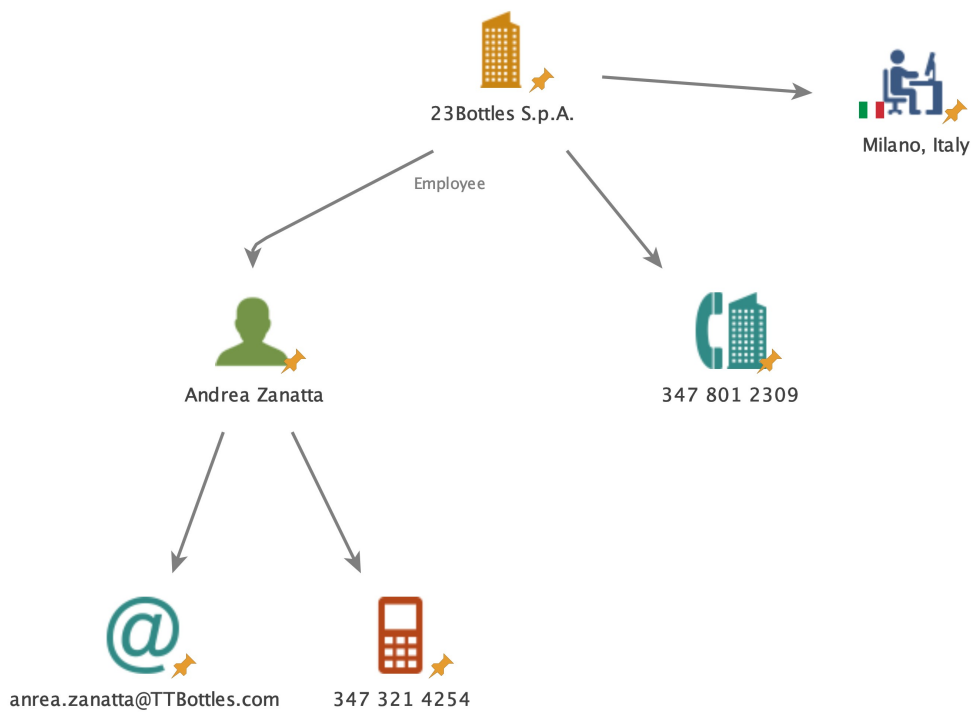 23Bottles S.p.A.
Milano, Italy
Employee
Andrea Zanatta
347 801 2309
anrea.zanatta@TTBottles.com
347 321 4254